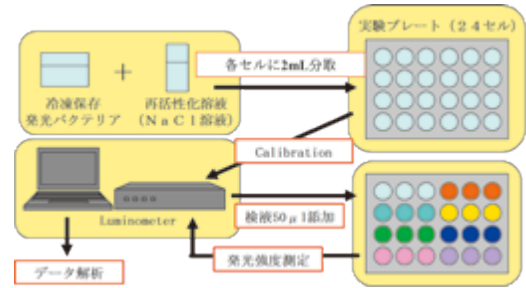 実験プレート（２４セル）
各セルに2mL分取
＋
冷凍保存
発光バクテリア
再活性化溶液
（ＮａＣｌ溶液）
Calibration
Luminometer
検液50μl添加
発光強度測定
データ解析